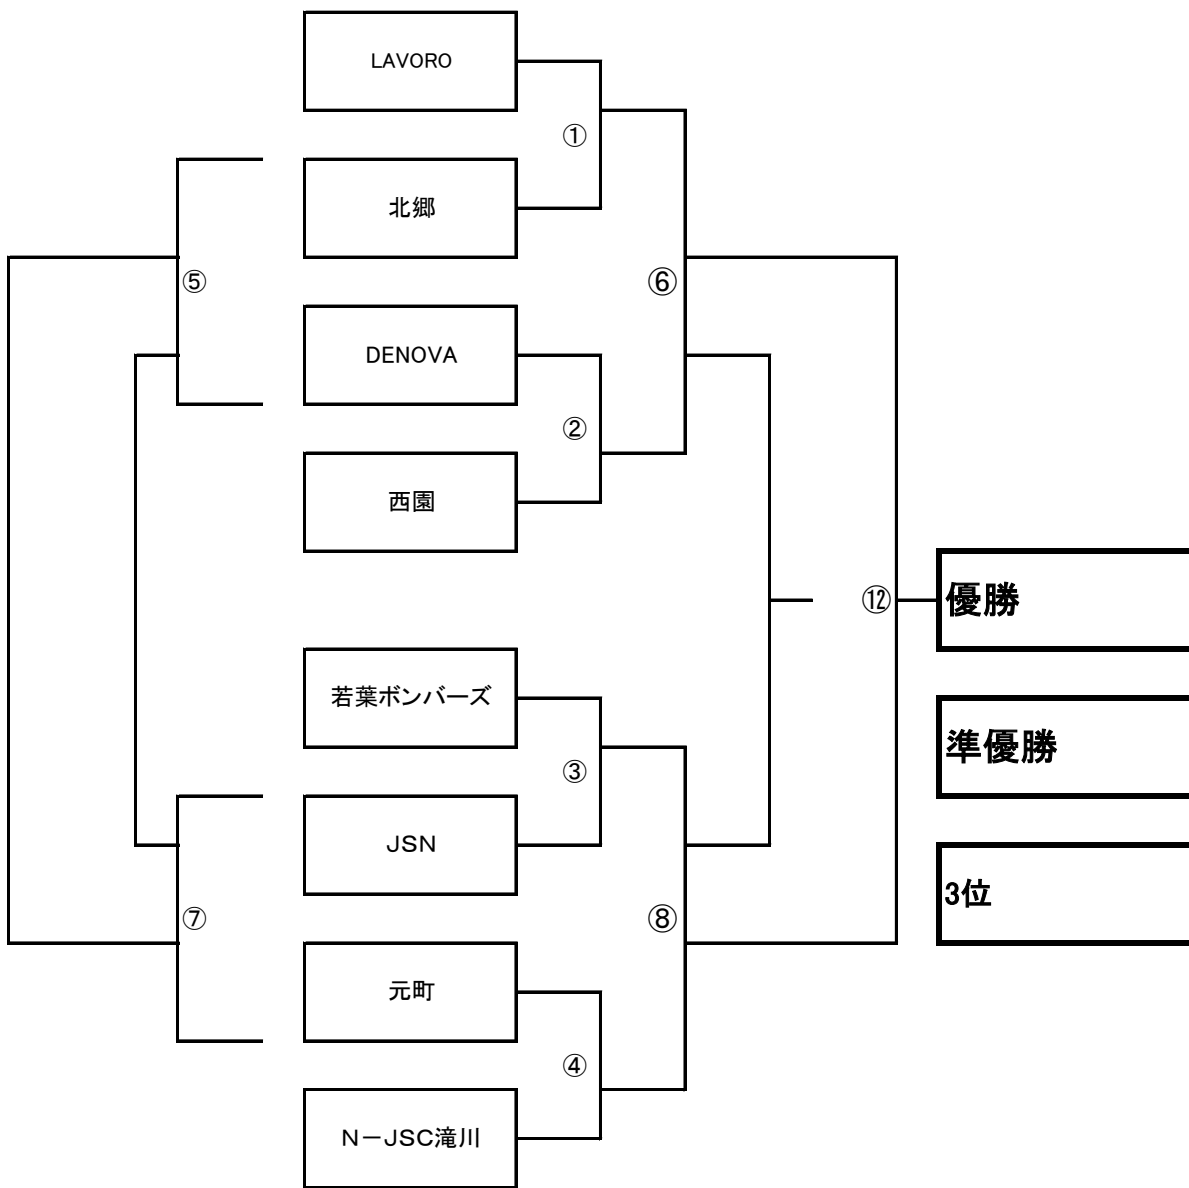 LAVORO
①
北郷
⑤
⑥
DENOVA
②
西園
⑫
優勝
若葉ボンバーズ
準優勝
③
JSN
3位
⑦
⑧
元町
④
N－JSC滝川